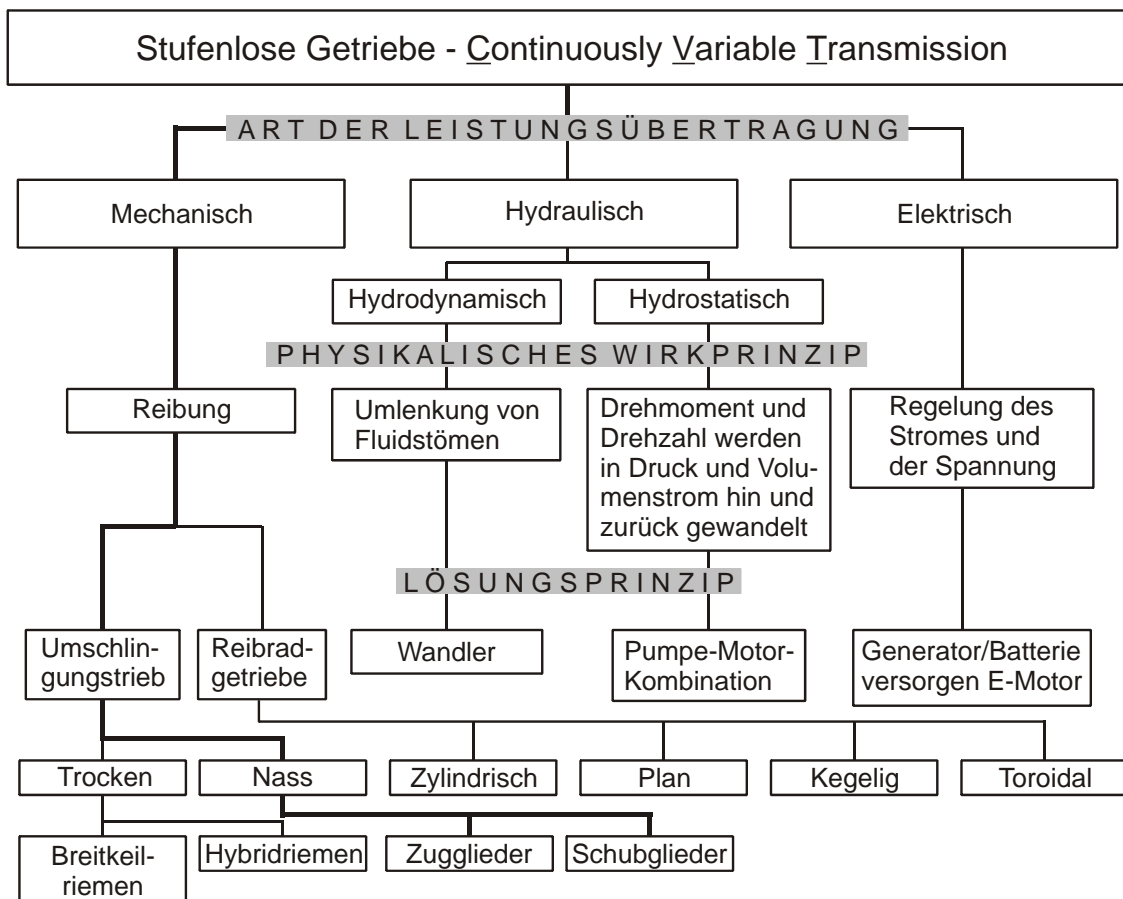 Stufenlose Getriebe - Continuously Variable Transmission
ART DER LEISTUNGSÜBERTRAGUNG
Mechanisch
Hydraulisch
Elektrisch
Hydrodynamisch
Hydrostatisch
PHYSIKALISCHES WIRKPRINZIP
Reibung
Umlenkung von
Fluidstömen
Drehmoment und
Drehzahl werden
in Druck und Volu-
menstrom hin und
zurück gewandelt
Regelung des
Stromes und
der Spannung
LÖSUNGSPRINZIP
Umschlin-
gungstrieb
Reibrad-
getriebe
Wandler
Pumpe-Motor-
Kombination
Generator/Batterie
versorgen E-Motor
Trocken
Nass
Zylindrisch
Plan
Kegelig
Toroidal
Breitkeil-
riemen
Hybridriemen
Zugglieder
Schubglieder